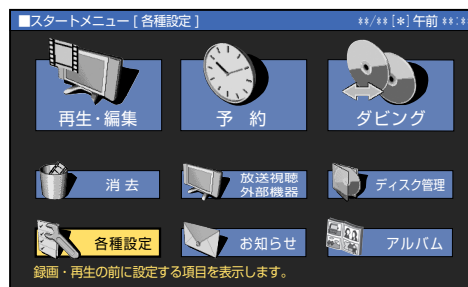 ■スタートメニュー [ 各種設定 ]
**/** [*] 午前 **:*
再生・編集
予 約
ダビング
消 去
放送視聴
外部機器
ディスク管理
各種設定
お知らせ
アルバム
録画・再生の前に設定する項目を表示します。